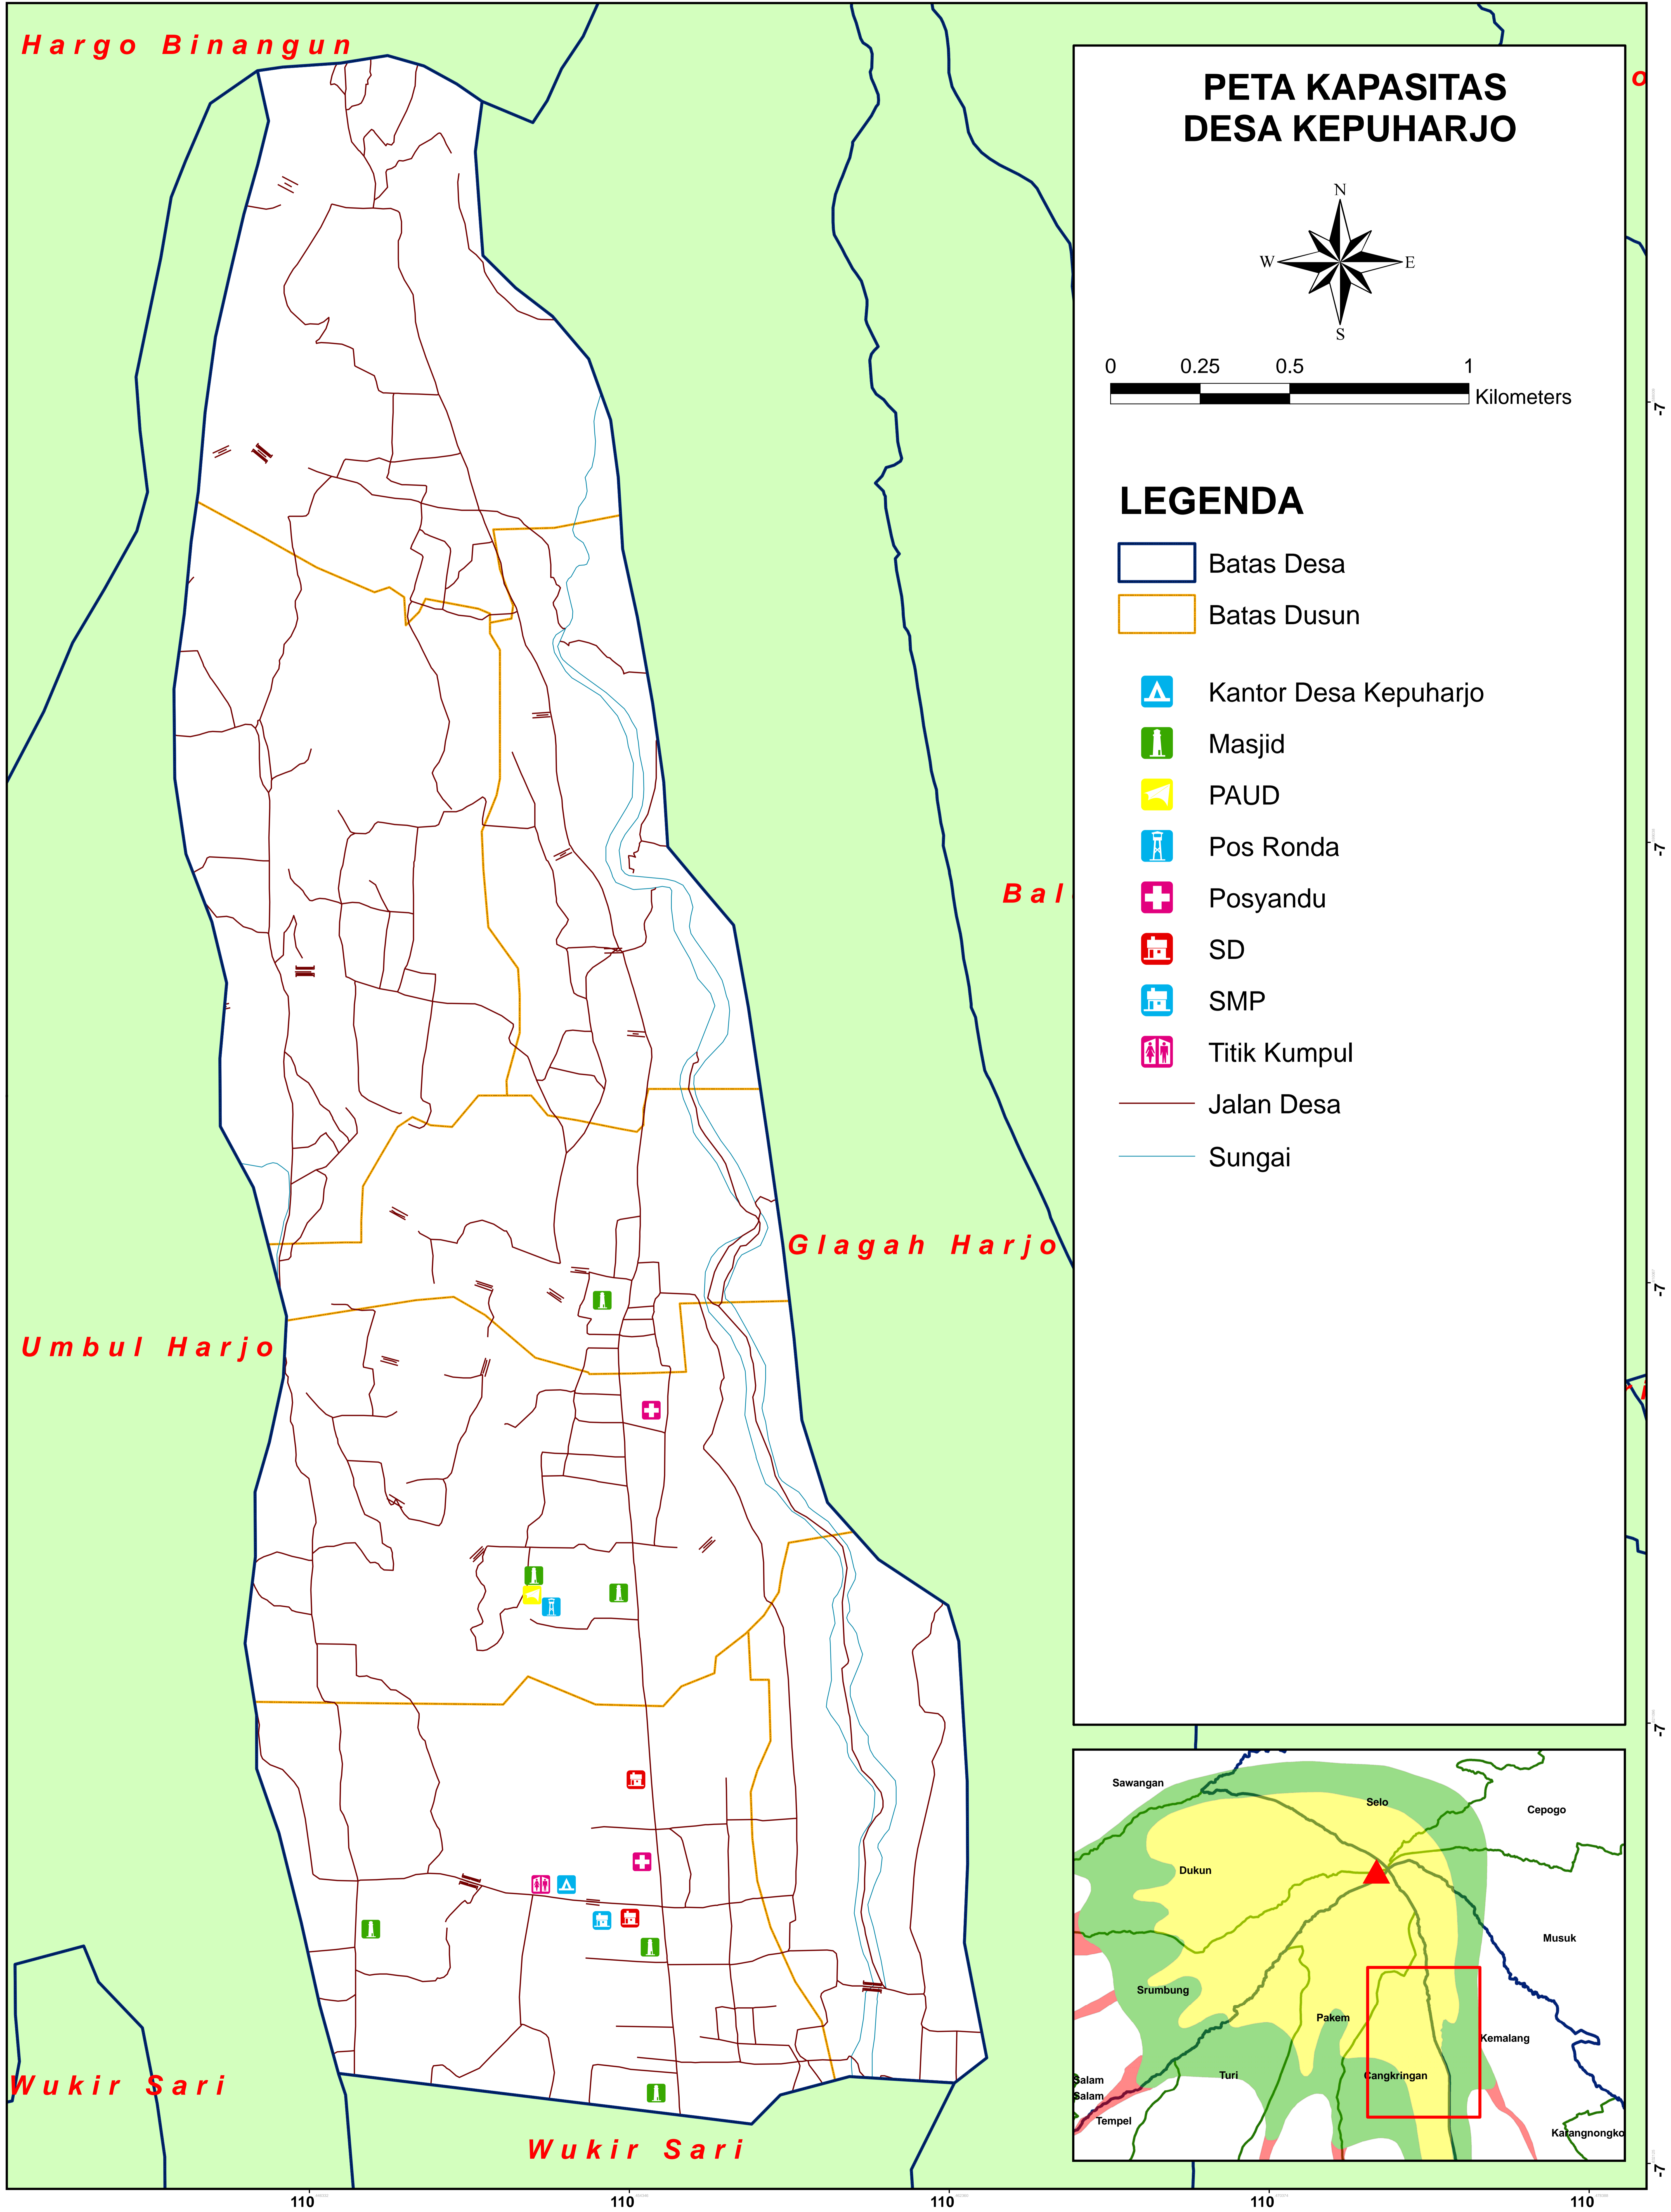 Hargo Binangun
PETA KAPASITAS
DESA KEPUHARJO
N
W
E
S
0
0.25
0.5
1
Kilometers
LEGENDA
Batas Desa
Batas Dusun
Kantor Desa Kepuharjo
Masjid
PAUD
Pos Ronda
Posyandu
SD
SMP
Titik Kumpul
Jalan Desa
Sungai
o
Bal
Glagah Harjo
Umbul Harjo
Wukir Sari
Wukir Sari
Sawangan
Selo
Cepogo
Dukun
Musuk
Srumbung
Pakem
Kemalang
Turi
Cangkringan
Salam
Salam
Tempel
Karangnongko
-7
-7
-7
-7
-7
110
110
110
110
110